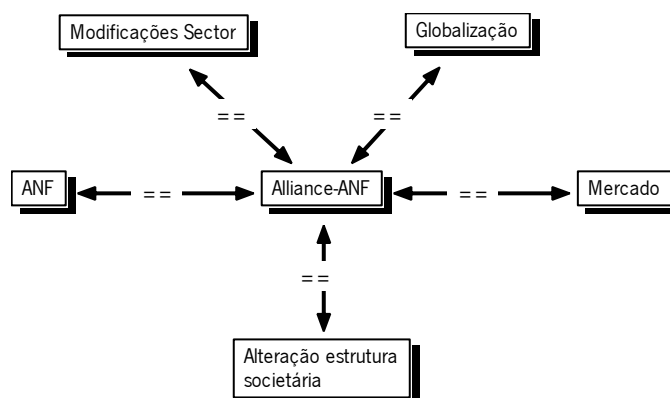 Modificações Sector
Globalização
==
==
ANF
==
Alliance-ANF
==
Mercado
==
Alteração estrutura
societária